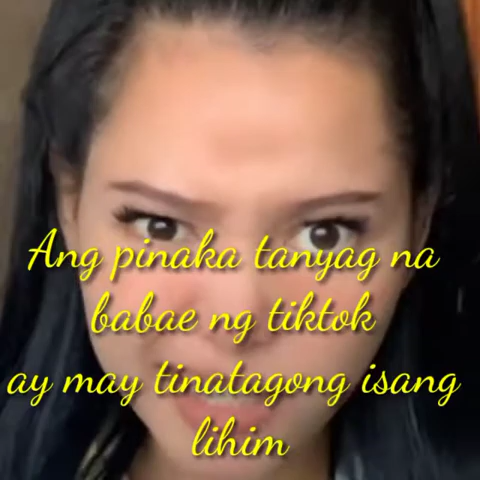 Ang pinaka tanyag na
babae ng tiktok
ay may tinatagong isang
lihim